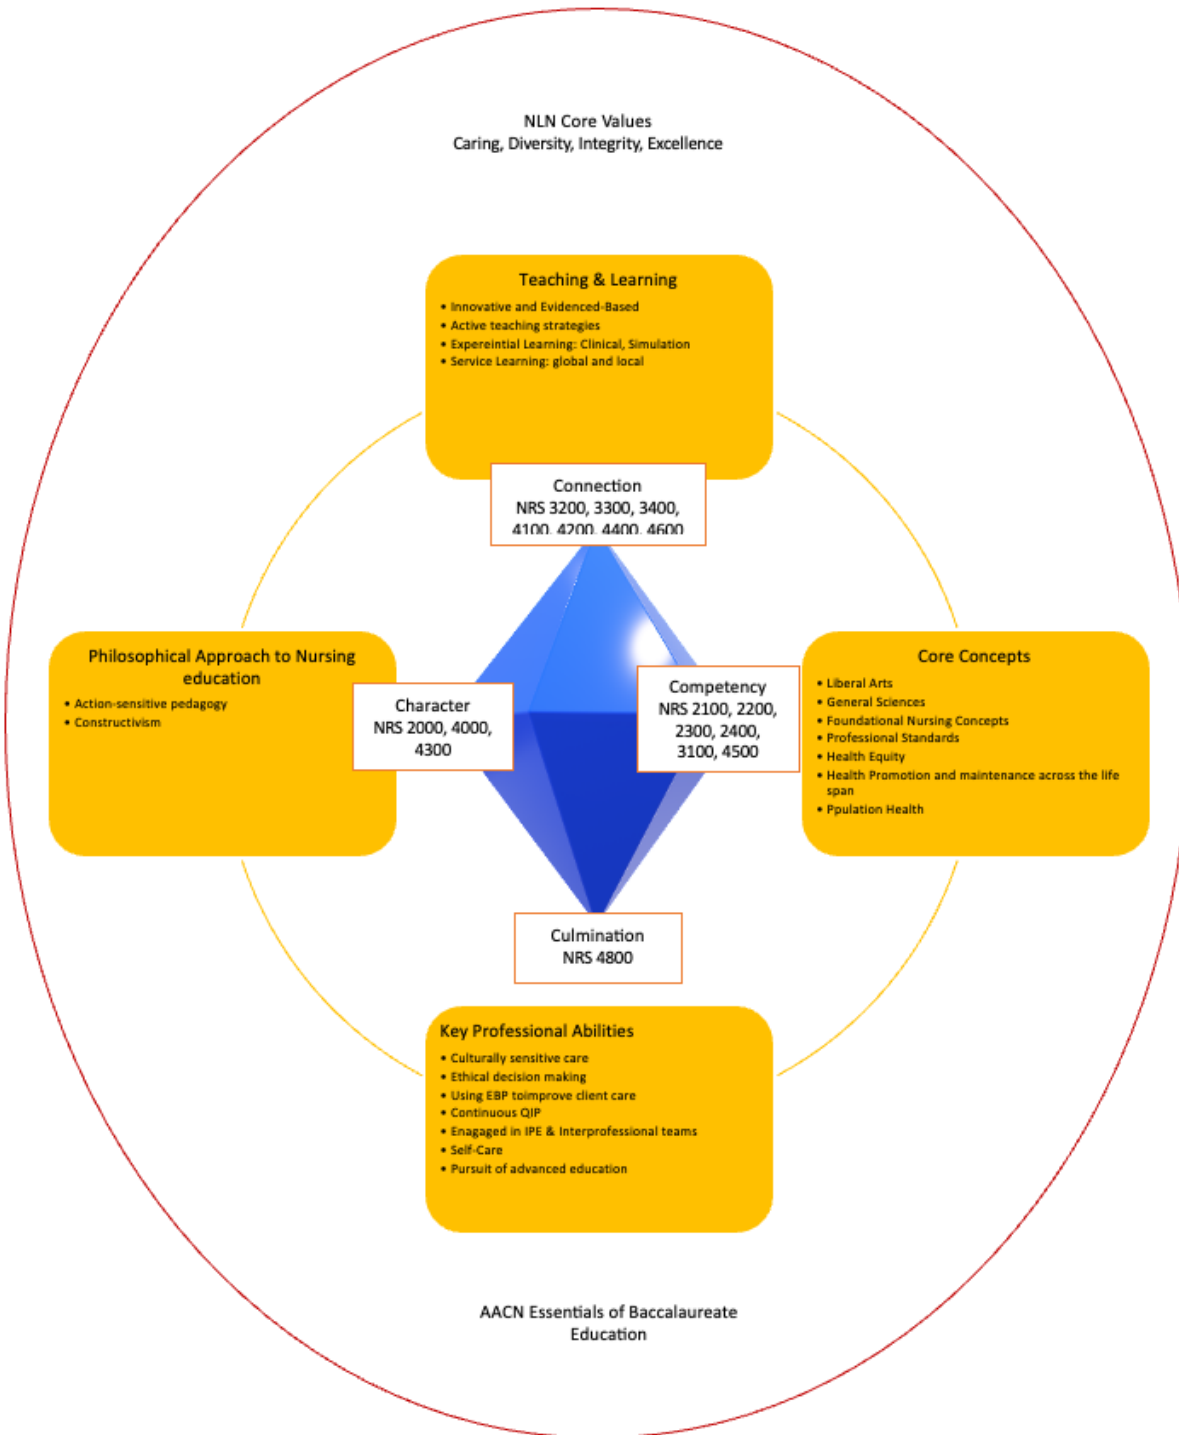 NLN Core Values
Caring, Diversity, Integrity, Excellence
Teaching & Learning
• Innovative and Evidenced-Based
• Active teaching strategies
• Expereintial Learning: Clinical, Simulation
• Service Learning: global and local
Connection
NRS 3200, 3300, 3400,
4100, 4200, 4400, 4600
Philosophical Approach to Nursing
education
• Action-sensitive pedagogy
• Constructivism
Character
NRS 2000, 4000,
4300
Competency
NRS 2100, 2200,
2300, 2400,
3100, 4500
Core Concepts
• Liberal Arts
• General Sciences
• Foundational Nursing Concepts
• Professional Standards
• Health Equity
• Health Promotion and maintenance across the life
span
• Ppulation Health
Culmination
NRS 4800
Key Professional Abilities
• Culturally sensitive care
• Ethical decision making
• Using EBP toimprove client care
• Continuous QIP
• Enagaged in IPE & Interprofessional teams
• Self-Care
• Pursuit of advanced education
AACN Essentials of Baccalaureate
Education